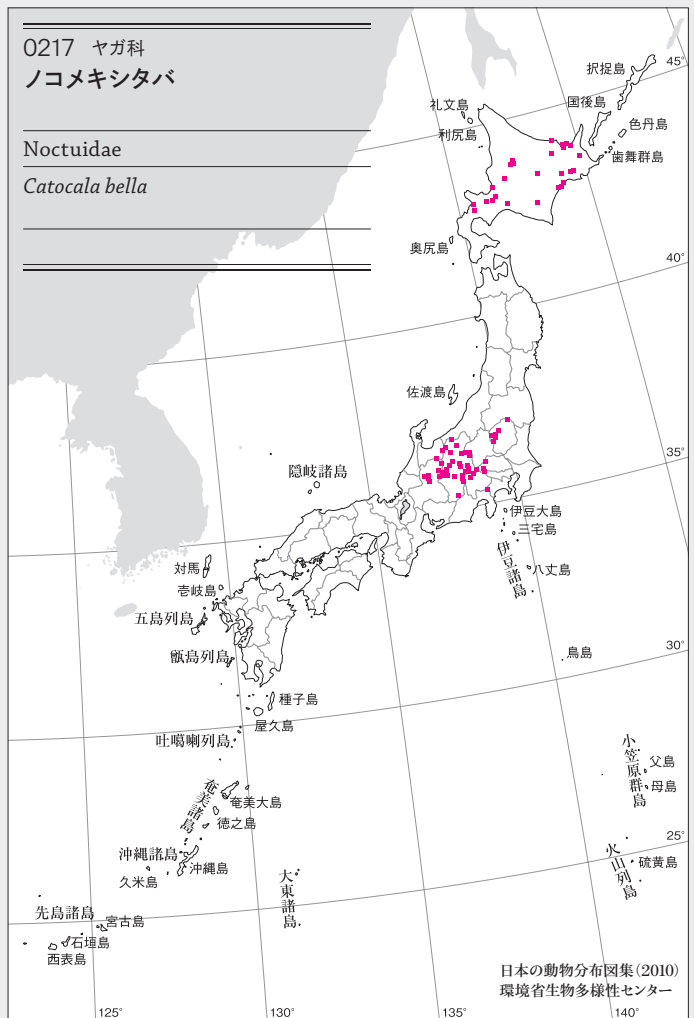 0217 ヤガ科
ノコメキシタバ
Noctuidae
Catocala bella
45°
択捉島
礼文島
国後島
色丹島
利尻島
歯舞群島
奥尻島
40°
佐渡島
35°
隠岐諸島
伊豆大島
三宅島
伊豆諸島
八丈島
対馬
壱岐島
五島列島
甑島列島
鳥島
30°
種子島
屋久島
吐噶喇列島
小笠原群島
父島
母島
奄美諸島
奄美大島
徳之島
25°
沖縄諸島
沖縄島
久米島
大東諸島
火山列島
硫黄島
先島諸島
宮古島
石垣島
西表島
日本の動物分布図集(2010)
環境省生物多様性センター
125°
130°
135°
140°